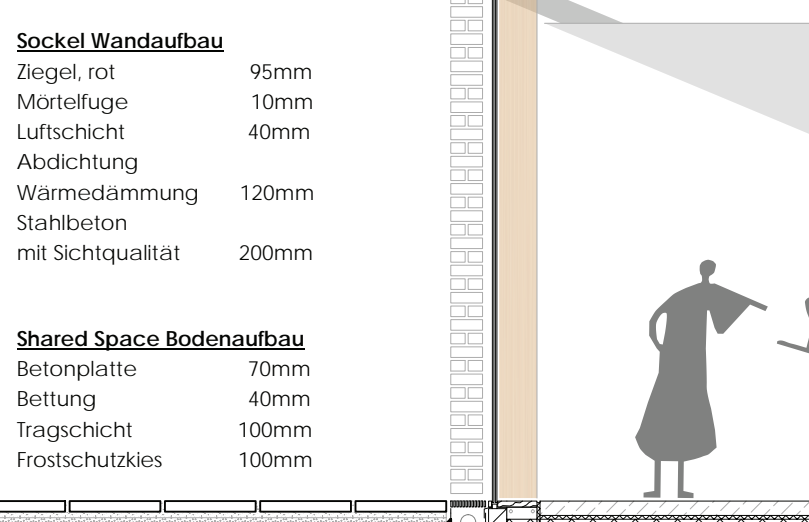 Sockel Wandaufbau
Ziegel, rot 95mm
Mörtelfuge 10mm
Luftschicht 40mm
Abdichtung
Wärmedämmung 120mm
Stahlbeton
mit Sichtqualität 200mm
Shared Space Bodenaufbau
Betonplatte 70mm
Bettung 40mm
Tragschicht 100mm
Frostschutzkies 100mm